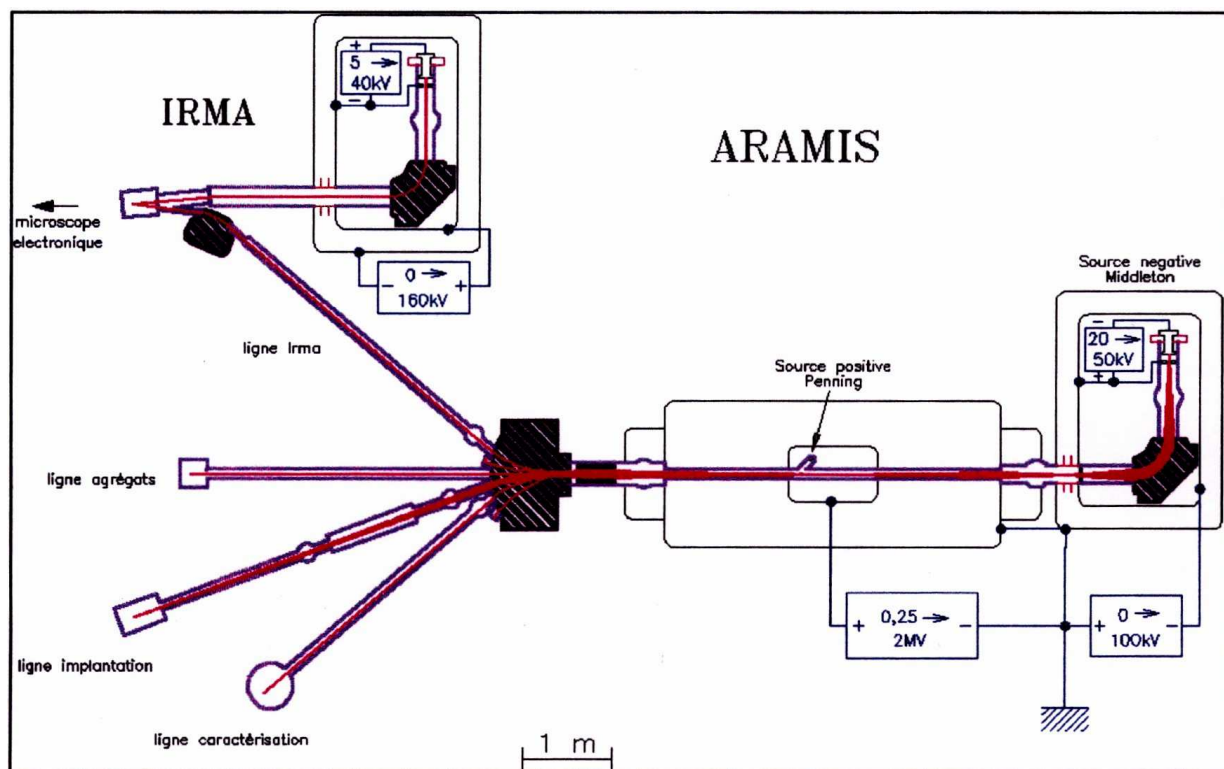 IRMA
ARAMIS
+
5 →
40kV
−
microscope
electronique
0 →
− +
160kV
ligne Irma
Source negative
Middleton
−
20 →
50kV
+
Source positive
Penning
ligne agrégats
ligne implantation
ligne caractérisation
+ 0,25 → −
2MV
+ 0 → −
100kV
1 m